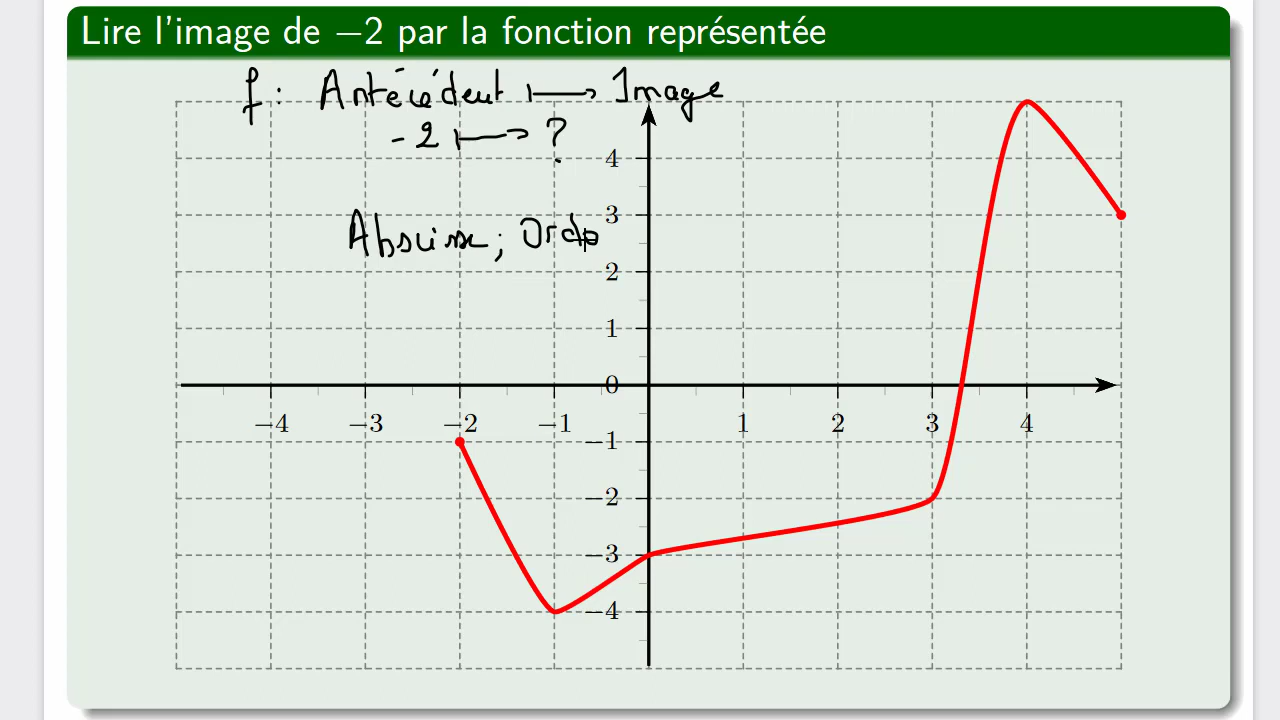 Lire l'image de −2 par la fonction représentée
f : Antécédent ⟼ Image
-2 ⟼ ?
Abscisse ; Ordo
4
3
2
1
0
−4 −3 −2 −1 1 2 3 4
−1
−2
−3
−4